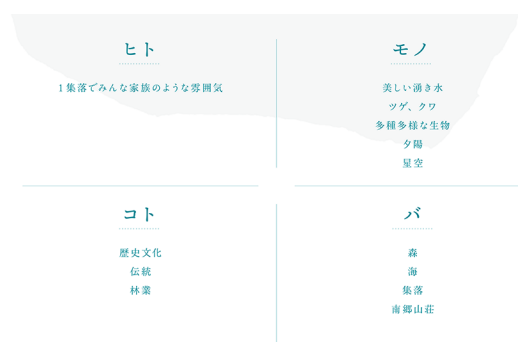 ヒト
1集落でみんな家族のような雰囲気
モノ
美しい湧き水
ツゲ、クワ
多種多様な生物
夕陽
星空
コト
歴史文化
伝統
林業
バ
森
海
集落
南郷山荘